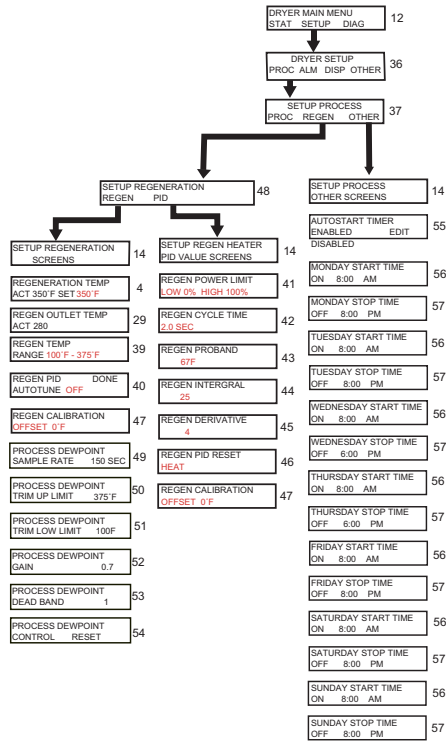 DRYER MAIN MENU
STAT SETUP DIAG
12
DRYER SETUP
PROC ALM DISP OTHER
36
SETUP PROCESS
PROC REGEN OTHER
37
SETUP REGENERATION
REGEN PID
48
SETUP REGENERATION
SCREENS
14
REGENERATION TEMP
ACT 350°F SET 350°F
4
REGEN OUTLET TEMP
ACT 280
29
REGEN TEMP
RANGE 100°F - 375°F
39
REGEN PID DONE
AUTOTUNE OFF
40
REGEN CALIBRATION
OFFSET 0°F
47
PROCESS DEWPOINT
SAMPLE RATE 150 SEC
49
PROCESS DEWPOINT
TRIM UP LIMIT 375°F
50
PROCESS DEWPOINT
TRIM LOW LIMIT 100F
51
PROCESS DEWPOINT
GAIN 0.7
52
PROCESS DEWPOINT
DEAD BAND 1
53
PROCESS DEWPOINT
CONTROL RESET
54
SETUP REGEN HEATER
PID VALUE SCREENS
14
REGEN POWER LIMIT
LOW 0% HIGH 100%
41
REGEN CYCLE TIME
2.0 SEC
42
REGEN PROBAND
67F
43
REGEN INTERGRAL
25
44
REGEN DERIVATIVE
4
45
REGEN PID RESET
HEAT
46
REGEN CALIBRATION
OFFSET 0°F
47
SETUP PROCESS
OTHER SCREENS
14
AUTOSTART TIMER
ENABLED EDIT
DISABLED
55
MONDAY START TIME
ON 8:00 AM
56
MONDAY STOP TIME
OFF 8:00 PM
57
TUESDAY START TIME
ON 8:00 AM
56
TUESDAY STOP TIME
OFF 8:00 PM
57
WEDNESDAY START TIME
ON 8:00 AM
56
WEDNESDAY STOP TIME
OFF 6:00 PM
57
THURSDAY START TIME
ON 8:00 AM
56
THURSDAY STOP TIME
OFF 6:00 PM
57
FRIDAY START TIME
ON 8:00 AM
56
FRIDAY STOP TIME
OFF 8:00 PM
57
SATURDAY START TIME
ON 8:00 AM
56
SATURDAY STOP TIME
OFF 8:00 PM
57
SUNDAY START TIME
ON 8:00 AM
56
SUNDAY STOP TIME
OFF 8:00 PM
57